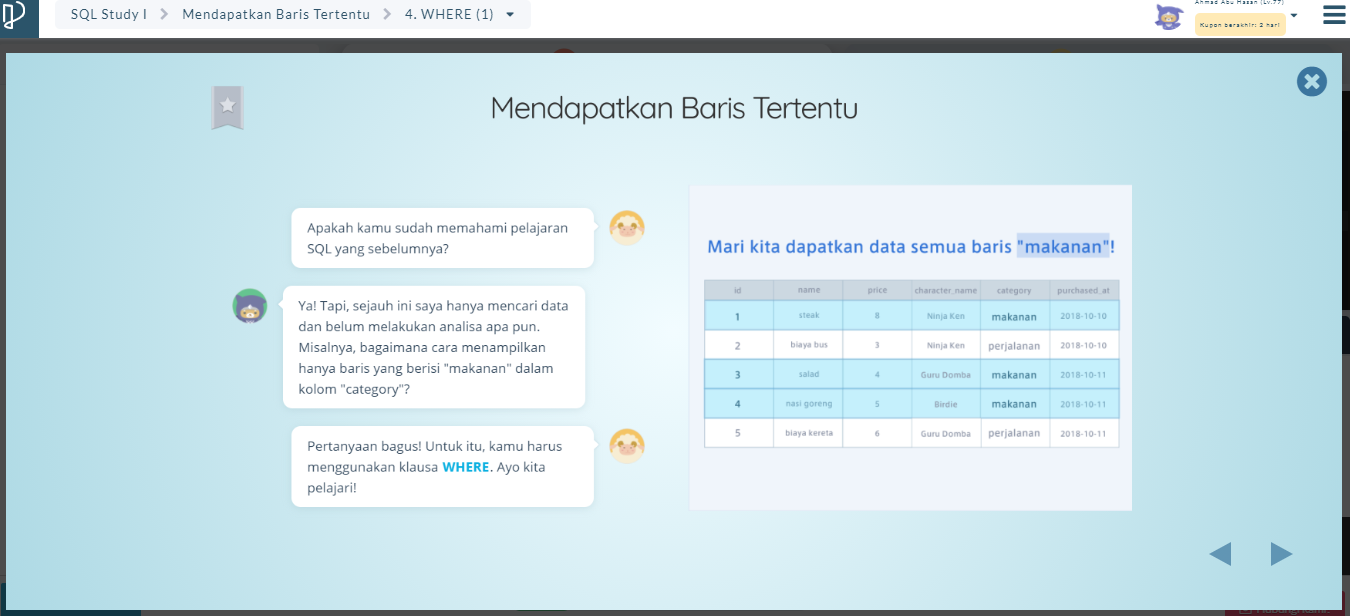 SQL Study I > Mendapatkan Baris Tertentu > 4. WHERE (1)
Ahmad Abu Hasan (Lv.77)
Kupon berakhir: 2 hari
Mendapatkan Baris Tertentu
Apakah kamu sudah memahami pelajaran
SQL yang sebelumnya?
Ya! Tapi, sejauh ini saya hanya mencari data
dan belum melakukan analisa apa pun.
Misalnya, bagaimana cara menampilkan
hanya baris yang berisi "makanan" dalam
kolom "category"?
Pertanyaan bagus! Untuk itu, kamu harus
menggunakan klausa WHERE. Ayo kita
pelajari!
Mari kita dapatkan data semua baris "makanan"!
id name price character_name category purchased_at
1 steak 8 Ninja Ken makanan 2018-10-10
2 biaya bus 3 Ninja Ken perjalanan 2018-10-10
3 salad 4 Guru Domba makanan 2018-10-11
4 nasi goreng 5 Birdie makanan 2018-10-11
5 biaya kereta 6 Guru Domba perjalanan 2018-10-11